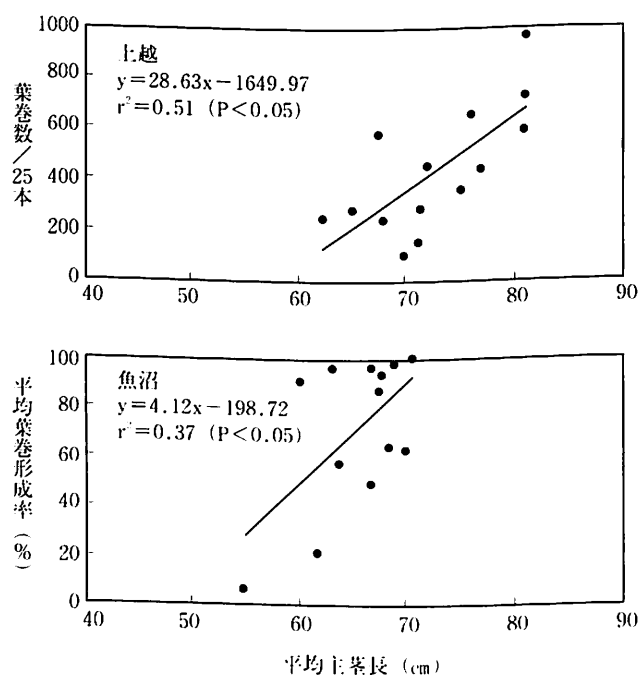 1000
800
600
400
200
0
葉巻数/25本
上越
y=28.63x-1649.97
r²=0.51 (P<0.05)
40 50 60 70 80 90
100
80
60
40
20
0
平均葉巻形成率 (%)
魚沼
y=4.12x-198.72
r²=0.37 (P<0.05)
40 50 60 70 80 90
平均主茎長 (cm)